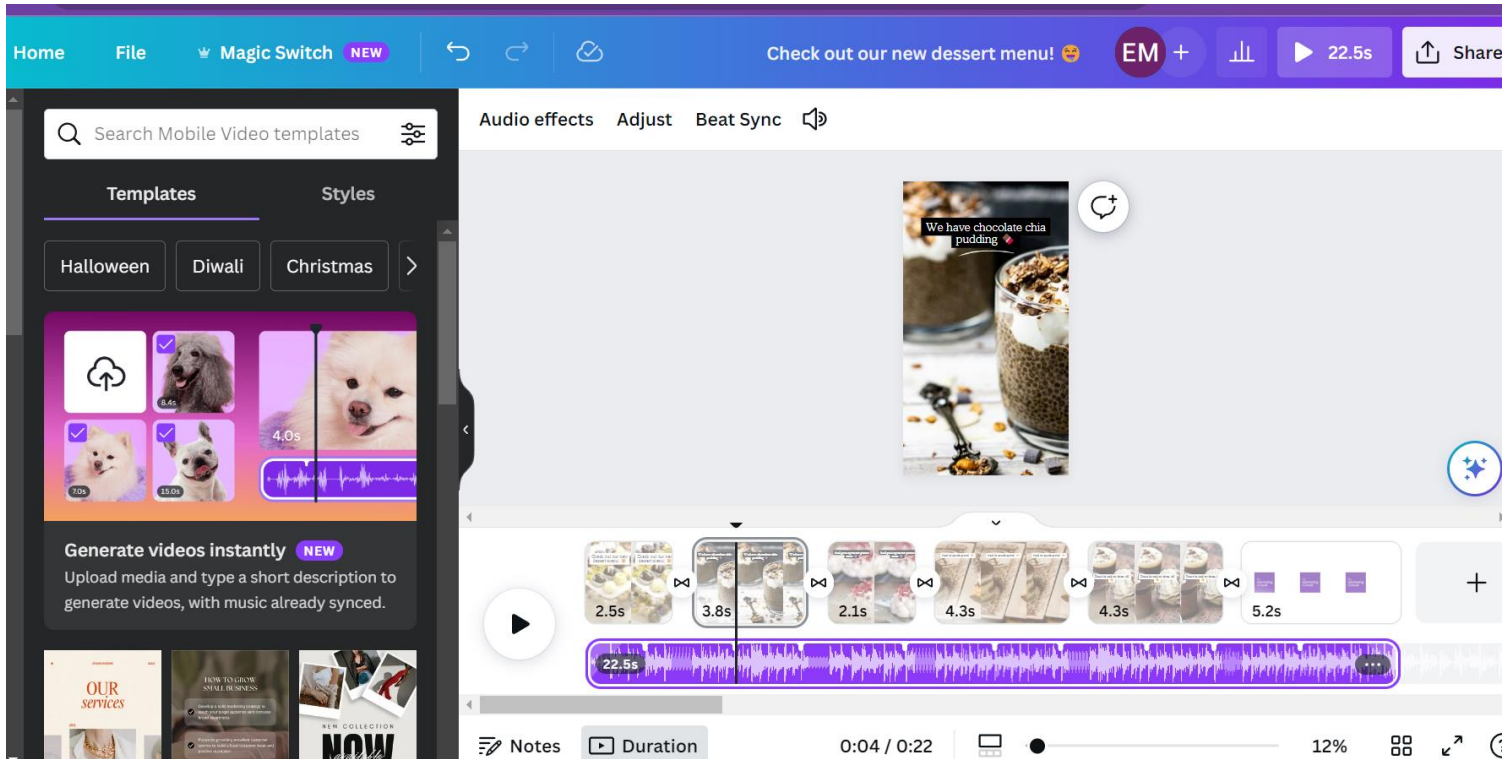 Home File Magic Switch NEW Check out our new dessert menu! 😄 EM + 22.5s Share
Search Mobile Video templates
Templates Styles
Halloween Diwali Christmas
8.4s
4.0s
7.0s 15.0s
Generate videos instantly NEW
Upload media and type a short description to
generate videos, with music already synced.
OUR
services
HOW TO GROW
SMALL BUSINESS
NEW COLLECTION
NOW
available
Audio effects Adjust Beat Sync
We have chocolate chia
pudding 🍫
2.5s 3.8s 2.1s 4.3s 4.3s 5.2s +
22.5s
Notes Duration 0:04 / 0:22 12%